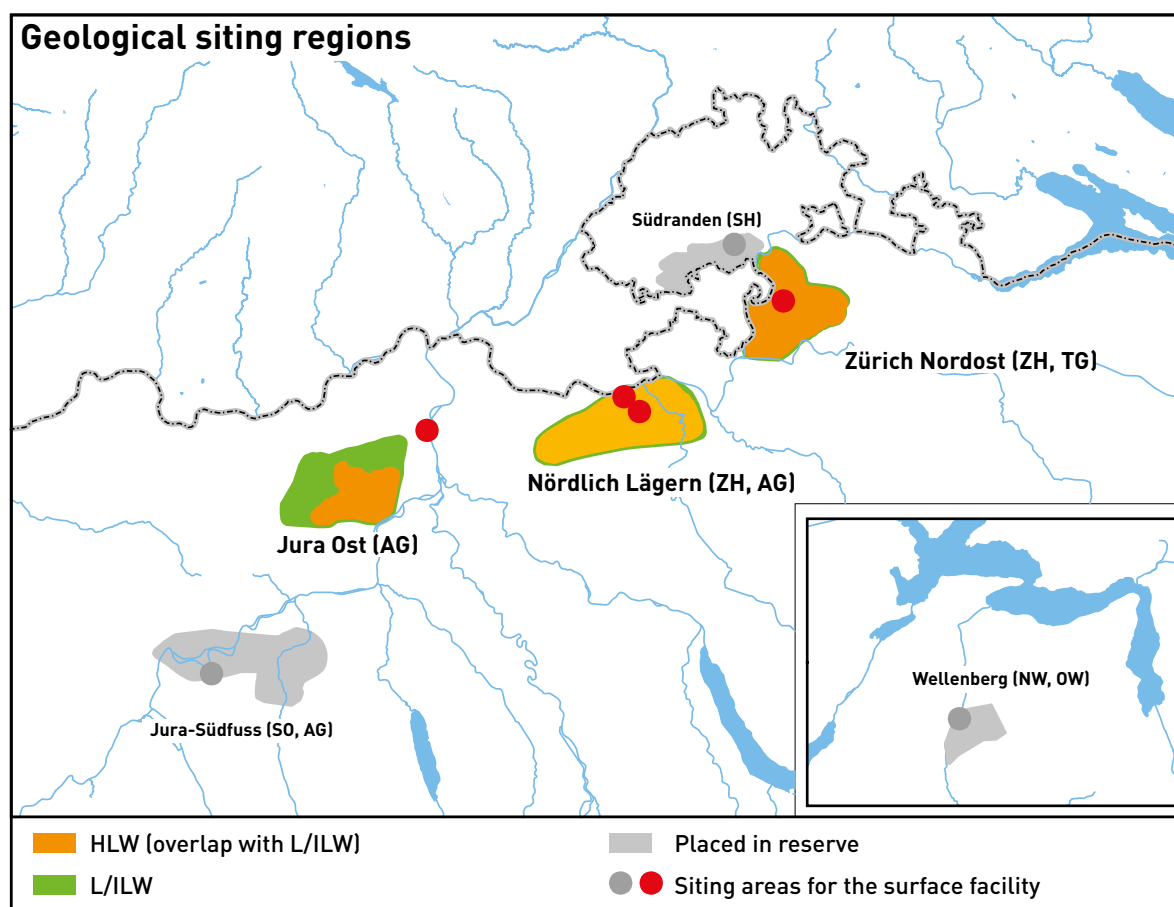 Geological siting regions
Südranden (SH)
Zürich Nordost (ZH, TG)
Nördlich Lägern (ZH, AG)
Jura Ost (AG)
Wellenberg (NW, OW)
Jura-Südfuss (SO, AG)
HLW (overlap with L/ILW)
L/ILW
Placed in reserve
Siting areas for the surface facility